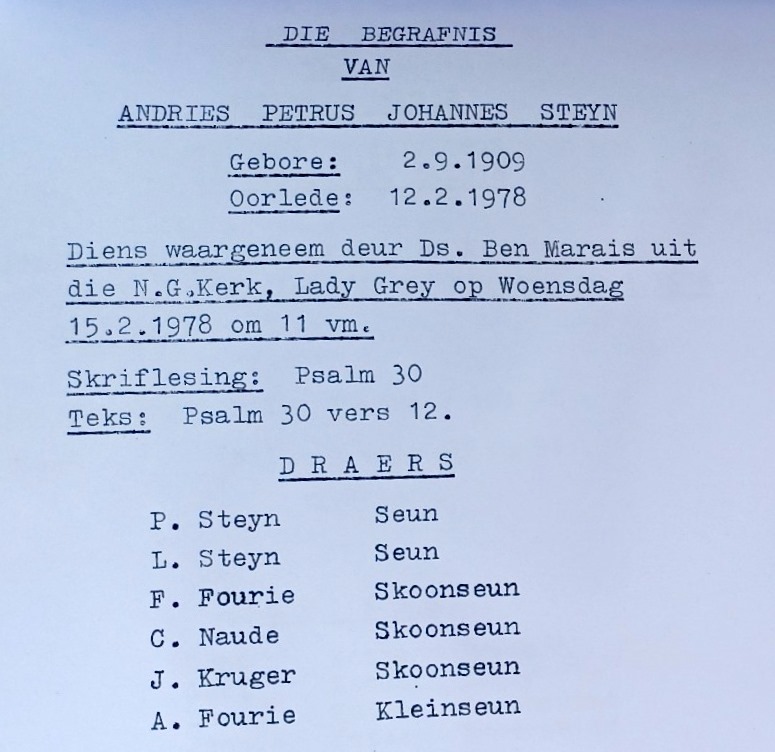 DIE BEGRAFNIS
VAN
ANDRIES PETRUS JOHANNES STEYN
Gebore: 2.9.1909
Oorlede: 12.2.1978
Diens waargeneem deur Ds. Ben Marais uit
die N.G.Kerk, Lady Grey op Woensdag
15.2.1978 om 11 vm.
Skriflesing: Psalm 30
Teks: Psalm 30 vers 12.
D R A E R S
P. Steyn Seun
L. Steyn Seun
F. Fourie Skoonseun
C. Naude Skoonseun
J. Kruger Skoonseun
A. Fourie Kleinseun